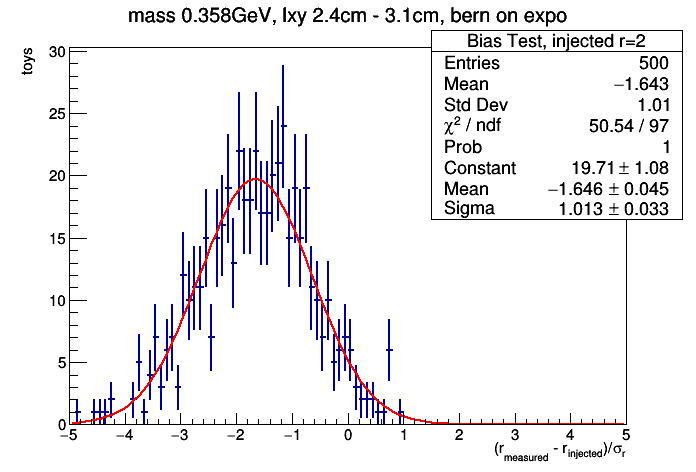 mass 0.358GeV, lxy 2.4cm - 3.1cm, bern on expo
toys
Bias Test, injected r=2
Entries 500
Mean −1.643
Std Dev 1.01
χ² / ndf 50.54 / 97
Prob 1
Constant 19.71 ± 1.08
Mean −1.646 ± 0.045
Sigma 1.013 ± 0.033
30
25
20
15
10
5
0
−5 −4 −3 −2 −1 0 1 2 3 4 5
(r_measured - r_injected)/σ_r